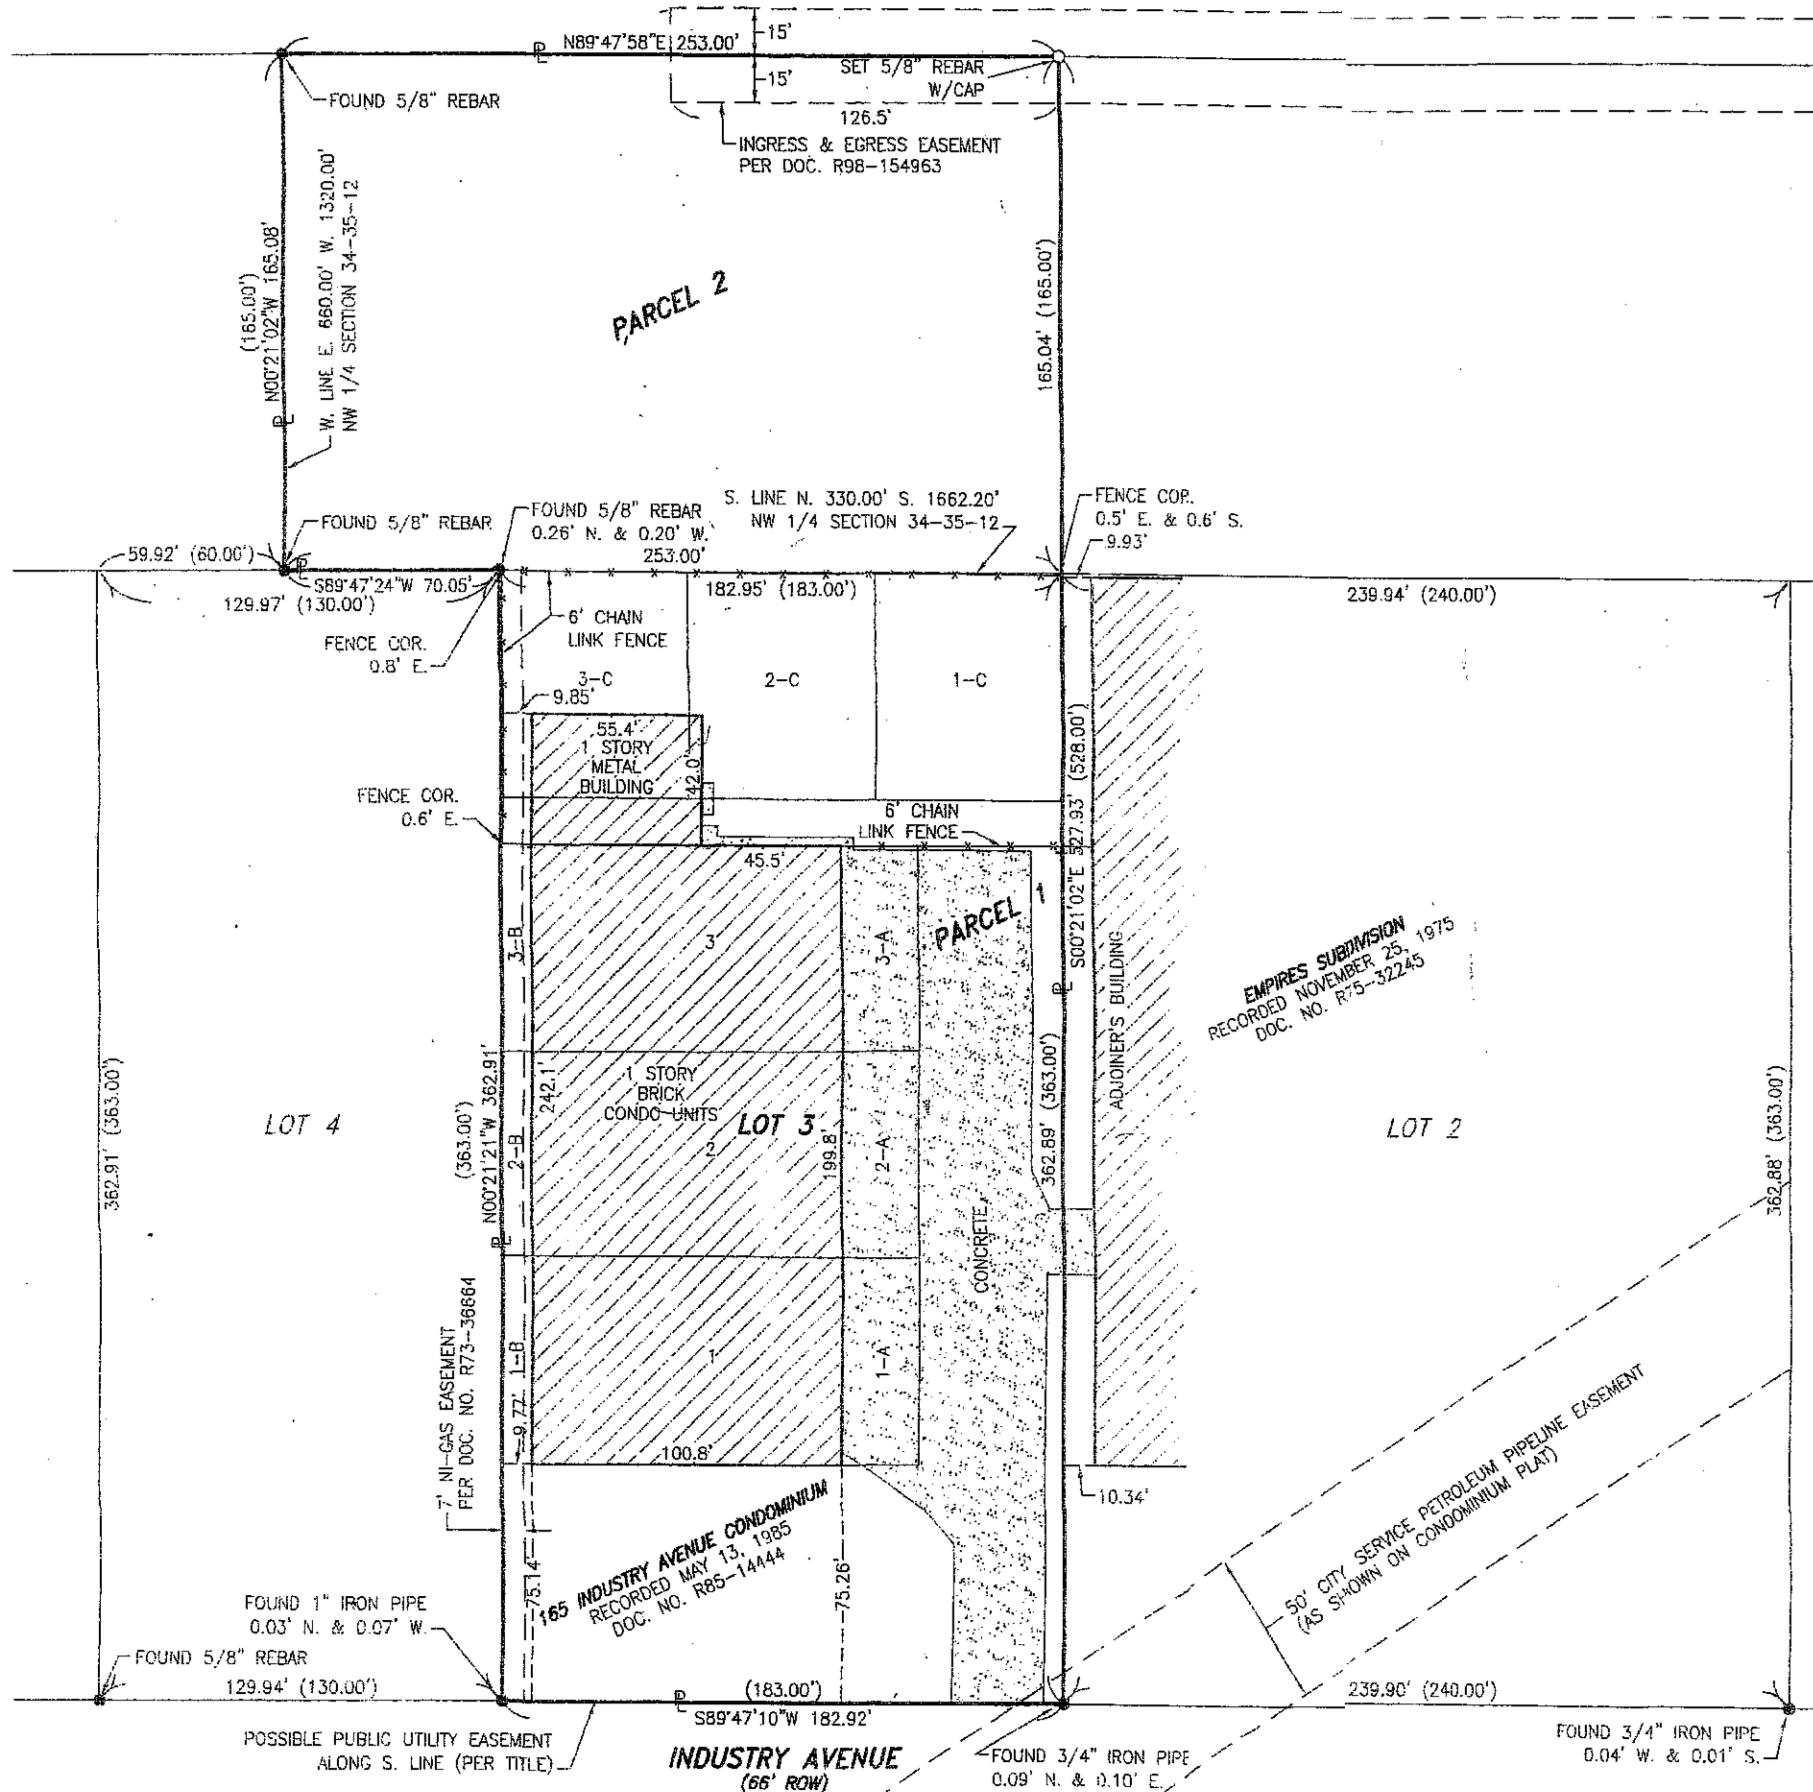 15'
N89°47'58"E 253.00'
SET 5/8" REBAR
W/CAP
15'
FOUND 5/8" REBAR
126.5'
INGRESS & EGRESS EASEMENT
PER DOC. R98-154963
(165.00')
N00°21'02"W 165.08'
W. LINE E. 660.00' W. 1320.00'
NW 1/4 SECTION 34-35-12
PARCEL 2
165.04' (165.00')
FOUND 5/8" REBAR
FOUND 5/8" REBAR
0.26' N. & 0.20' W.
S. LINE N. 330.00' S. 1662.20'
NW 1/4 SECTION 34-35-12
FENCE COR.
0.5' E. & 0.6' S.
9.93'
59.92' (60.00')
253.00'
S89°47'24"W 70.05'
129.97' (130.00')
182.95' (183.00')
239.94' (240.00')
FENCE COR.
0.8' E.
6' CHAIN
LINK FENCE
3-C
2-C
1-C
9.85'
55.4'
1 STORY
METAL
BUILDING
42.0'
FENCE COR.
0.6' E.
6' CHAIN
LINK FENCE
45.5'
S00°21'02"E 527.93' (528.00')
PARCEL 1
3-B
3
3-A
ADJOINER'S BUILDING
EMPIRES SUBDIVISION
RECORDED NOVEMBER 25, 1975
DOC. NO. R75-32245
362.91' (363.00')
LOT 4
(363.00')
N00°21'21"W 362.91'
2-B
242.1'
1 STORY
BRICK
CONDO-UNITS
2
LOT 3
199.8'
2-A
362.89' (363.00')
LOT 2
362.88' (363.00')
CONCRETE
7' NI-GAS EASEMENT
PER DOC. NO. R73-36664
1-B
9.77'
1
1-A
100.8'
10.34'
165 INDUSTRY AVENUE CONDOMINIUM
RECORDED MAY 13, 1985
DOC. NO. R85-14444
75.14'
75.26'
50' CITY SERVICE PETROLEUM PIPELINE EASEMENT
(AS SHOWN ON CONDOMINIUM PLAT)
FOUND 1" IRON PIPE
0.03' N. & 0.07' W.
FOUND 5/8" REBAR
129.94' (130.00')
(183.00')
S89°47'10"W 182.92'
239.90' (240.00')
POSSIBLE PUBLIC UTILITY EASEMENT
ALONG S. LINE (PER TITLE)
INDUSTRY AVENUE
(66' ROW)
FOUND 3/4" IRON PIPE
0.09' N. & 0.10' E.
FOUND 3/4" IRON PIPE
0.04' W. & 0.01' S.